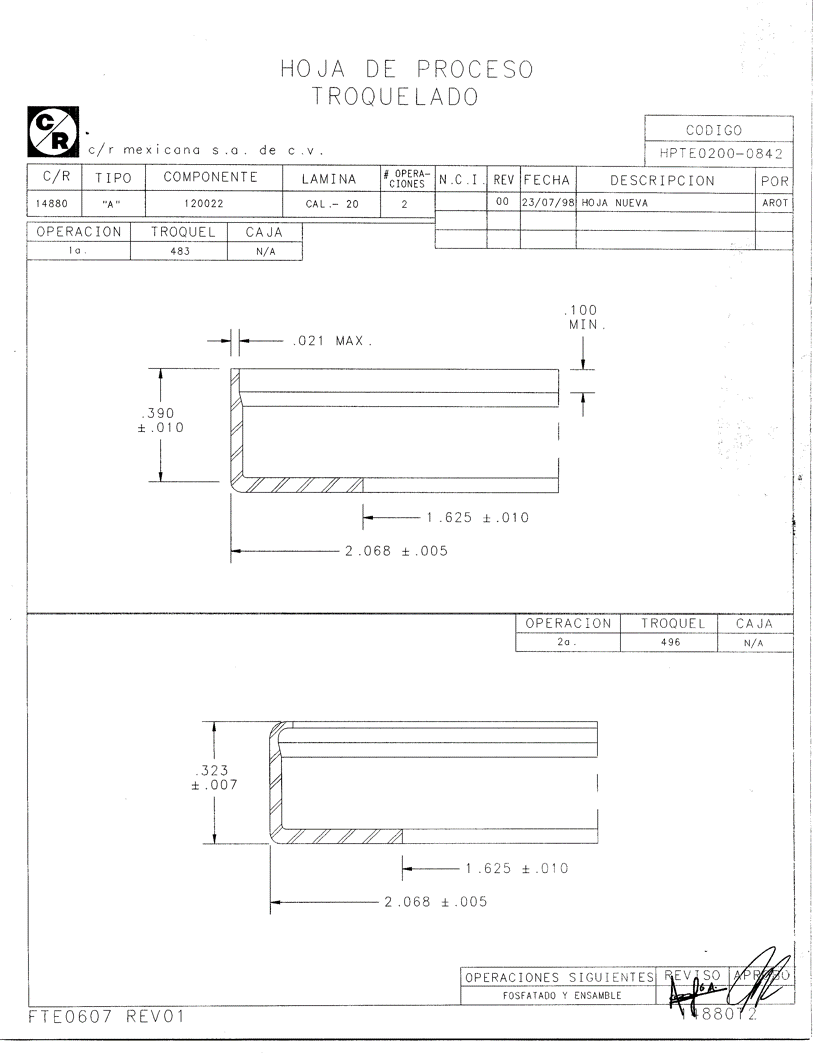 HOJA DE PROCESO
TROQUELADO
C/R
c/r mexicana s.a. de c.v.
CODIGO
HPTE0200-0842
C/R TIPO COMPONENTE LAMINA # OPERA-CIONES N.C.I. REV FECHA DESCRIPCION POR
14880 "A" 120022 CAL.- 20 2 00 23/07/98 HOJA NUEVA AROT
OPERACION TROQUEL CAJA
1a. 483 N/A
.100
MIN.
.021 MAX.
.390
±.010
1.625 ±.010
2.068 ±.005
OPERACION TROQUEL CAJA
2a. 496 N/A
.323
±.007
1.625 ±.010
2.068 ±.005
OPERACIONES SIGUIENTES REVISO APROBO
FOSFATADO Y ENSAMBLE
FTE0607 REV01
1488072